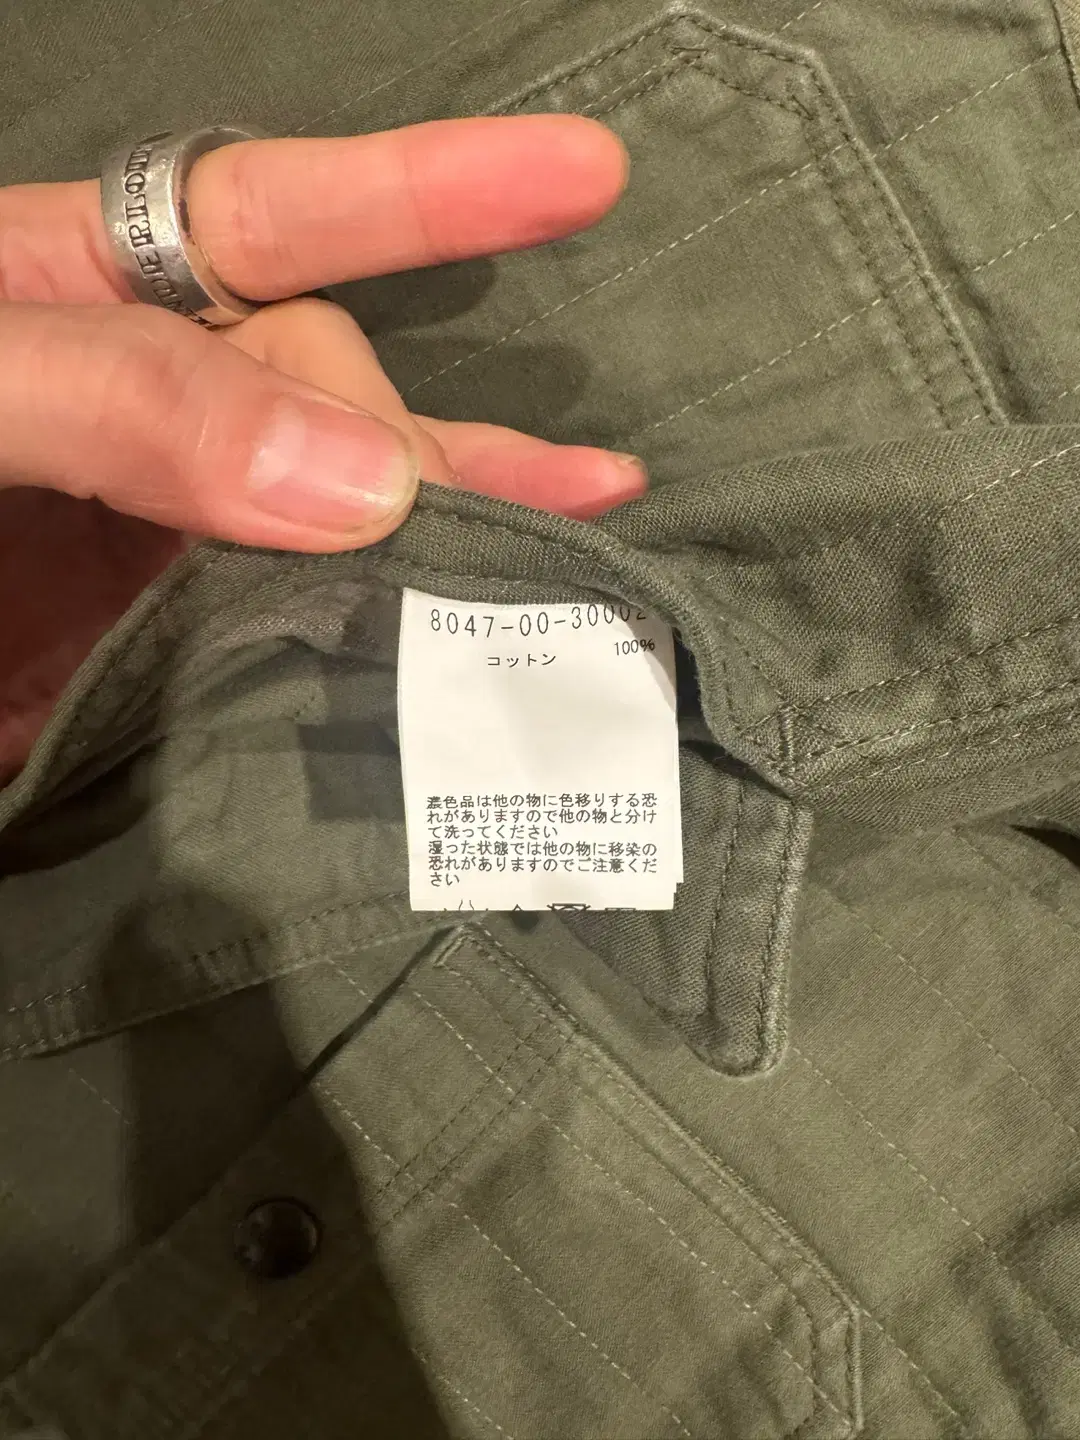 8047-00-30002
コットン 100%
濃色品は他の物に色移りする恐
れがありますので他の物と分け
て洗ってください
湿った状態では他の物に移染の
恐れがありますのでご注意くだ
さい